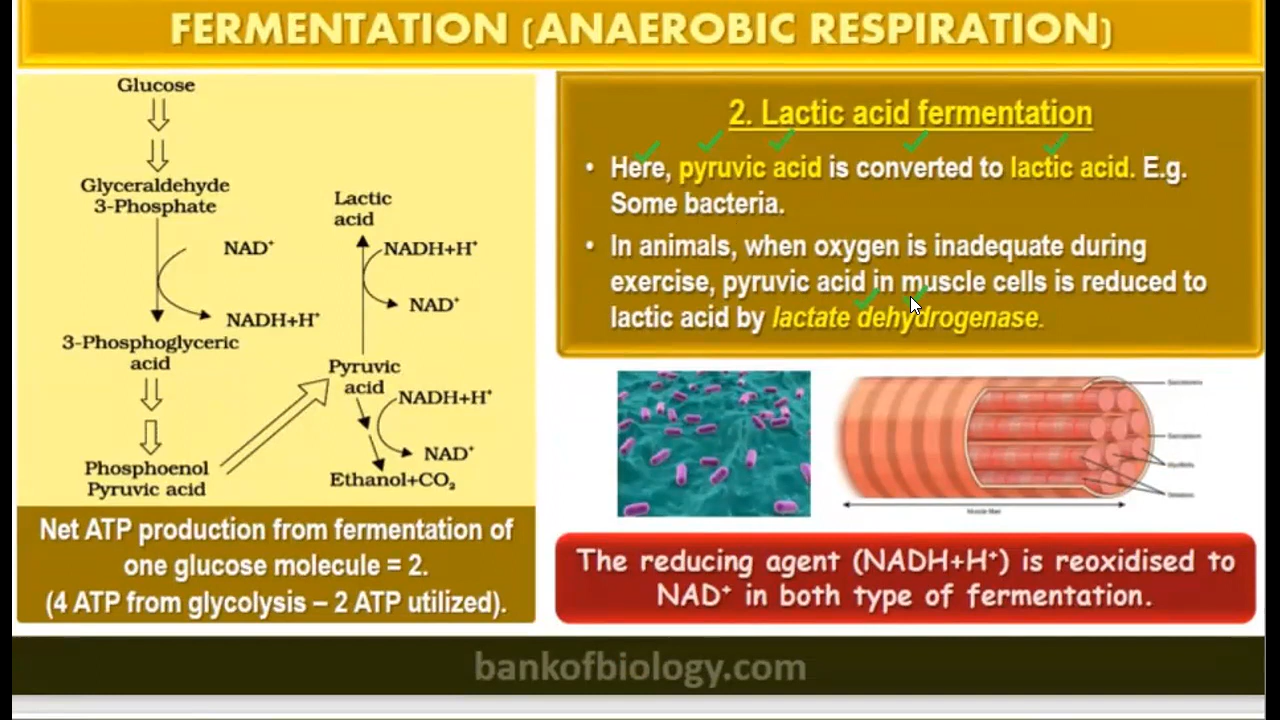 FERMENTATION (ANAEROBIC RESPIRATION)
Glucose
Glyceraldehyde
3-Phosphate
NAD⁺
NADH+H⁺
3-Phosphoglyceric
acid
Phosphoenol
Pyruvic acid
Lactic
acid
NADH+H⁺
NAD⁺
Pyruvic
acid
NADH+H⁺
NAD⁺
Ethanol+CO₂
Net ATP production from fermentation of
one glucose molecule = 2.
(4 ATP from glycolysis – 2 ATP utilized).
2. Lactic acid fermentation
• Here, pyruvic acid is converted to lactic acid. E.g.
Some bacteria.
• In animals, when oxygen is inadequate during
exercise, pyruvic acid in muscle cells is reduced to
lactic acid by lactate dehydrogenase.
Muscle fiber
The reducing agent (NADH+H⁺) is reoxidised to
NAD⁺ in both type of fermentation.
bankofbiology.com